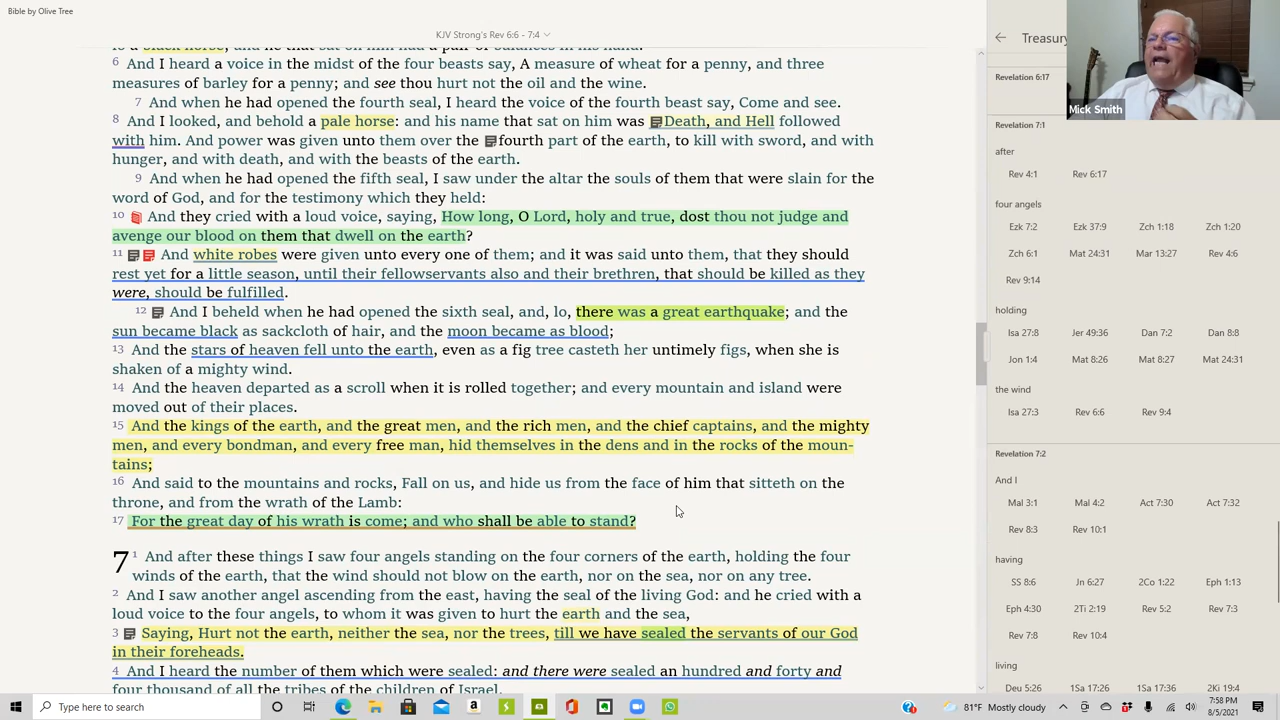 Bible by Olive Tree
KJV Strong's Rev 6:6 - 7:4
to a black horse; and he that sat on him had a pair of balances in his hand.
6 And I heard a voice in the midst of the four beasts say, A measure of wheat for a penny, and three
measures of barley for a penny; and see thou hurt not the oil and the wine.
7 And when he had opened the fourth seal, I heard the voice of the fourth beast say, Come and see.
8 And I looked, and behold a pale horse: and his name that sat on him was Death, and Hell followed
with him. And power was given unto them over the fourth part of the earth, to kill with sword, and with
hunger, and with death, and with the beasts of the earth.
9 And when he had opened the fifth seal, I saw under the altar the souls of them that were slain for the
word of God, and for the testimony which they held:
10 And they cried with a loud voice, saying, How long, O Lord, holy and true, dost thou not judge and
avenge our blood on them that dwell on the earth?
11 And white robes were given unto every one of them; and it was said unto them, that they should
rest yet for a little season, until their fellowservants also and their brethren, that should be killed as they
were, should be fulfilled.
12 And I beheld when he had opened the sixth seal, and, lo, there was a great earthquake; and the
sun became black as sackcloth of hair, and the moon became as blood;
13 And the stars of heaven fell unto the earth, even as a fig tree casteth her untimely figs, when she is
shaken of a mighty wind.
14 And the heaven departed as a scroll when it is rolled together; and every mountain and island were
moved out of their places.
15 And the kings of the earth, and the great men, and the rich men, and the chief captains, and the mighty
men, and every bondman, and every free man, hid themselves in the dens and in the rocks of the moun-
tains;
16 And said to the mountains and rocks, Fall on us, and hide us from the face of him that sitteth on the
throne, and from the wrath of the Lamb:
17 For the great day of his wrath is come; and who shall be able to stand?
7 1 And after these things I saw four angels standing on the four corners of the earth, holding the four
winds of the earth, that the wind should not blow on the earth, nor on the sea, nor on any tree.
2 And I saw another angel ascending from the east, having the seal of the living God: and he cried with a
loud voice to the four angels, to whom it was given to hurt the earth and the sea,
3 Saying, Hurt not the earth, neither the sea, nor the trees, till we have sealed the servants of our God
in their foreheads.
4 And I heard the number of them which were sealed: and there were sealed an hundred and forty and
four thousand of all the tribes of the children of Israel.
Treasury
Mick Smith
Revelation 6:17
Revelation 7:1
after
Rev 4:1 Rev 6:17
four angels
Ezk 7:2 Ezk 37:9 Zch 1:18 Zch 1:20
Zch 6:1 Mat 24:31 Mar 13:27 Rev 4:6
Rev 9:14
holding
Isa 27:8 Jer 49:36 Dan 7:2 Dan 8:8
Jon 1:4 Mat 8:26 Mat 8:27 Mat 24:31
the wind
Isa 27:3 Rev 6:6 Rev 9:4
Revelation 7:2
And I
Mal 3:1 Mal 4:2 Act 7:30 Act 7:32
Rev 8:3 Rev 10:1
having
SS 8:6 Jn 6:27 2Co 1:22 Eph 1:13
Eph 4:30 2Ti 2:19 Rev 5:2 Rev 7:3
Rev 7:8 Rev 10:4
living
Deu 5:26 1Sa 17:26 1Sa 17:36 2Ki 19:4
Type here to search
81°F Mostly cloudy
7:58 PM
8/5/2021